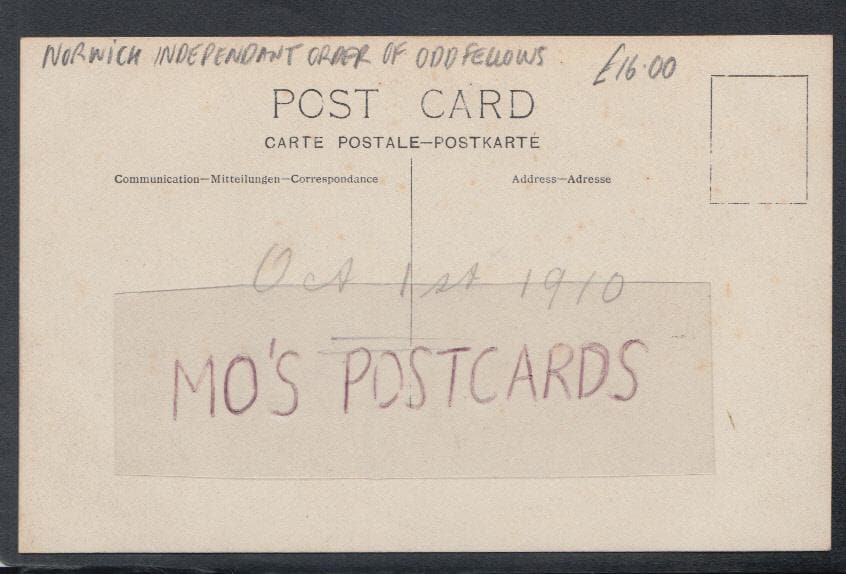 NORWICH INDEPENDANT ORDER OF ODDFELLOWS £16.00
POST CARD
CARTE POSTALE—POSTKARTE
Communication—Mitteilungen—Correspondance
Address—Adresse
Oct 1st 1910
MO'S POSTCARDS